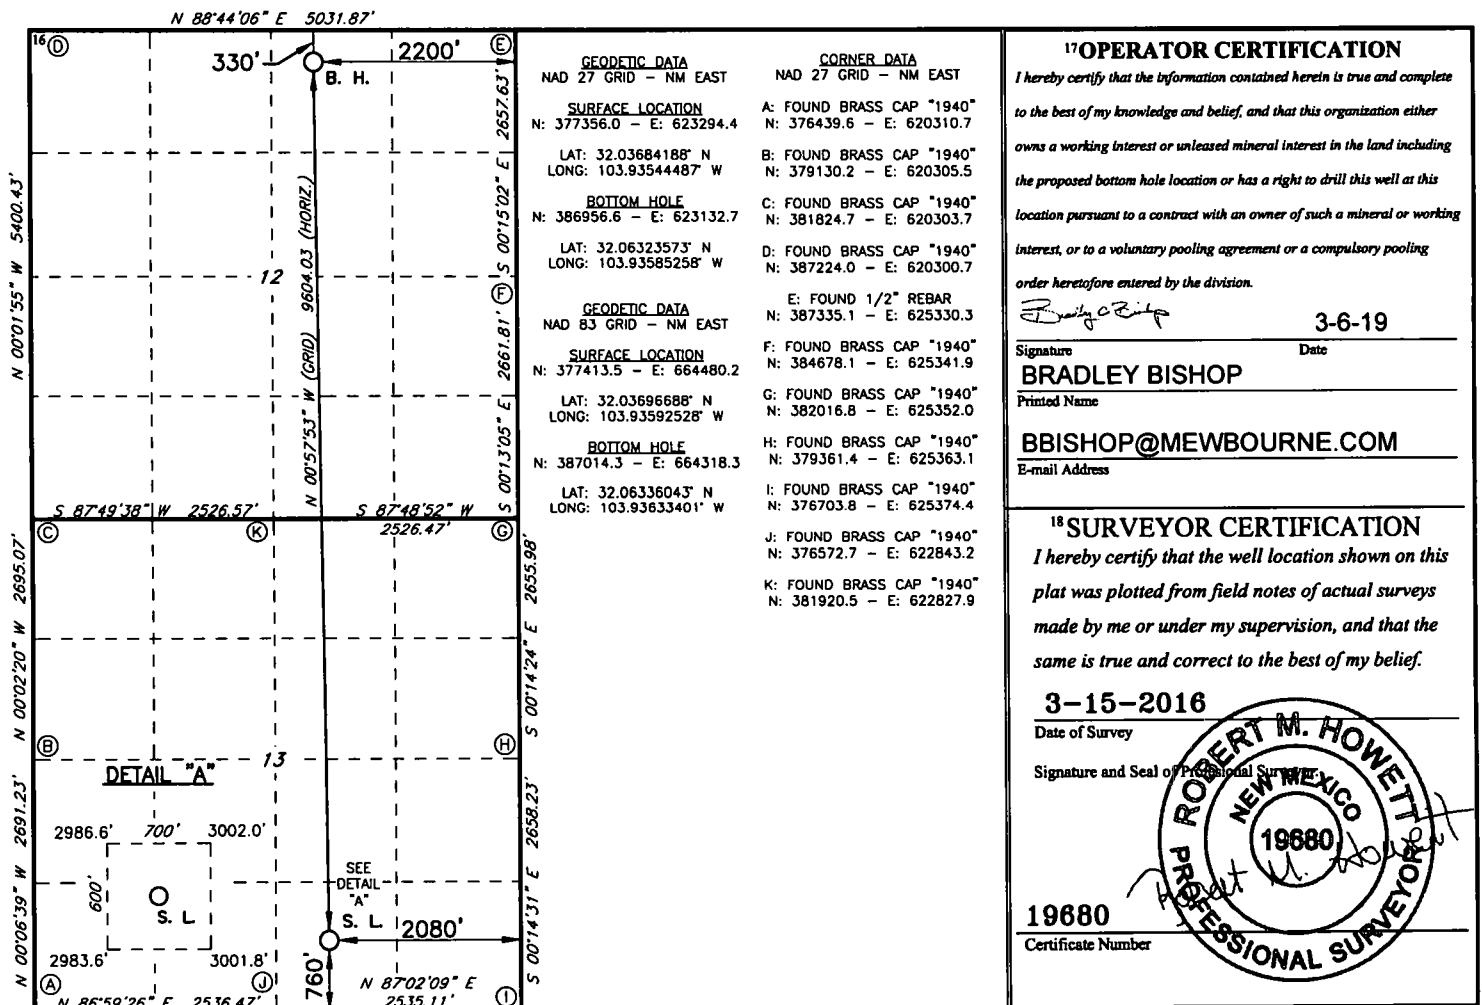 N 88°44'06" E 5031.87'
16 D
330'
2200'
E
B. H.
N 00°01'55" W 5400.43'
N 00°57'53" W (GRID) 9604.03 (HORIZ.)
S 00°15'02" E 2657.63'
12
F
S 00°13'05" E 2661.81'
S 87°49'38" W 2526.57'
S 87°48'52" W
2526.47'
C
K
G
N 00°02'20" W 2695.07'
S 00°14'24" E 2655.98'
B
13
H
DETAIL "A"
2986.6' 700' 3002.0'
600'
S. L.
2983.6' 3001.8'
SEE
DETAIL
"A"
S. L.
2080'
760'
N 00°06'39" W 2691.23'
S 00°14'31" E 2658.23'
A
J
I
N 86°59'26" E 2536.47'
N 87°02'09" E
2535.11'
GEODETIC DATA
NAD 27 GRID – NM EAST
SURFACE LOCATION
N: 377356.0 – E: 623294.4
LAT: 32.03684188° N
LONG: 103.93544487° W
BOTTOM HOLE
N: 386956.6 – E: 623132.7
LAT: 32.06323573° N
LONG: 103.93585258° W
GEODETIC DATA
NAD 83 GRID – NM EAST
SURFACE LOCATION
N: 377413.5 – E: 664480.2
LAT: 32.03696688° N
LONG: 103.93592528° W
BOTTOM HOLE
N: 387014.3 – E: 664318.3
LAT: 32.06336043° N
LONG: 103.93633401° W
CORNER DATA
NAD 27 GRID – NM EAST
A: FOUND BRASS CAP "1940"
N: 376439.6 – E: 620310.7
B: FOUND BRASS CAP "1940"
N: 379130.2 – E: 620305.5
C: FOUND BRASS CAP "1940"
N: 381824.7 – E: 620303.7
D: FOUND BRASS CAP "1940"
N: 387224.0 – E: 620300.7
E: FOUND 1/2" REBAR
N: 387335.1 – E: 625330.3
F: FOUND BRASS CAP "1940"
N: 384678.1 – E: 625341.9
G: FOUND BRASS CAP "1940"
N: 382016.8 – E: 625352.0
H: FOUND BRASS CAP "1940"
N: 379361.4 – E: 625363.1
I: FOUND BRASS CAP "1940"
N: 376703.8 – E: 625374.4
J: FOUND BRASS CAP "1940"
N: 376572.7 – E: 622843.2
K: FOUND BRASS CAP "1940"
N: 381920.5 – E: 622827.9
17 OPERATOR CERTIFICATION
I hereby certify that the information contained herein is true and complete
to the best of my knowledge and belief, and that this organization either
owns a working interest or unleased mineral interest in the land including
the proposed bottom hole location or has a right to drill this well at this
location pursuant to a contract with an owner of such a mineral or working
interest, or to a voluntary pooling agreement or a compulsory pooling
order heretofore entered by the division.
Bradley C Bishop
3-6-19
Signature Date
BRADLEY BISHOP
Printed Name
BBISHOP@MEWBOURNE.COM
E-mail Address
18 SURVEYOR CERTIFICATION
I hereby certify that the well location shown on this
plat was plotted from field notes of actual surveys
made by me or under my supervision, and that the
same is true and correct to the best of my belief.
3-15-2016
Date of Survey
Signature and Seal of Professional Surveyor:
ROBERT M. HOWETT
NEW MEXICO
19680
PROFESSIONAL SURVEYOR
Robert M. Howett
19680
Certificate Number